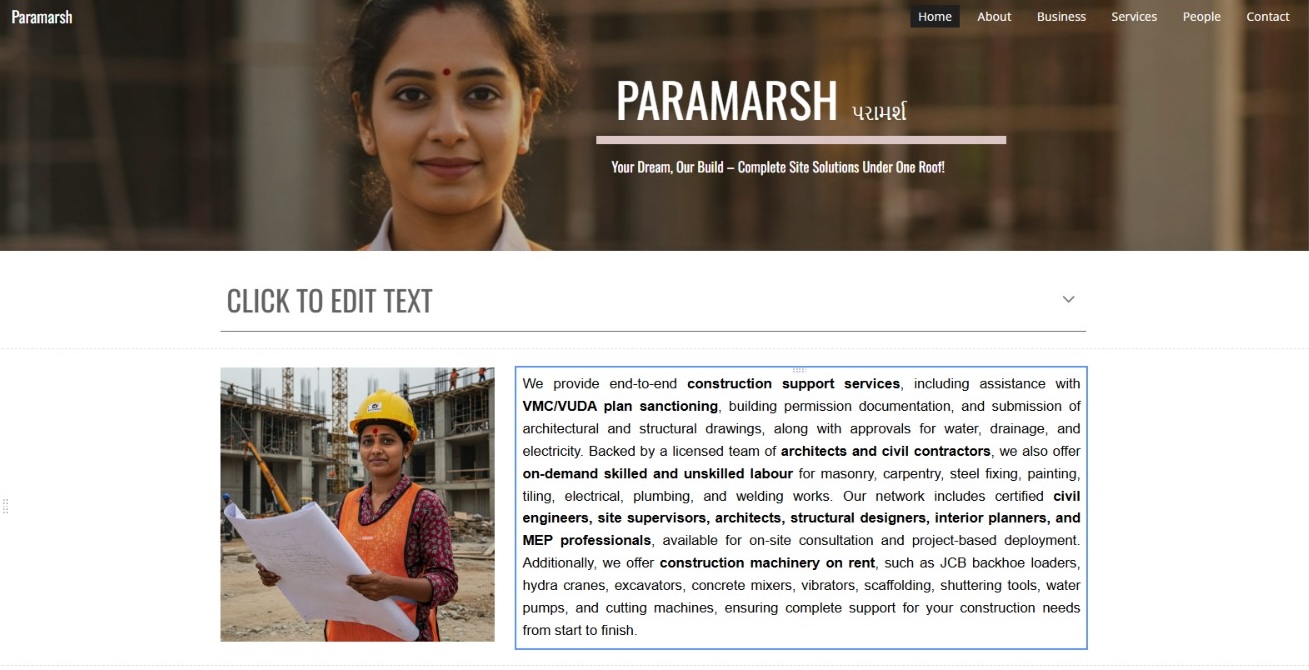 Paramarsh
Home About Business Services People Contact
PARAMARSH પરામર્શ
Your Dream, Our Build – Complete Site Solutions Under One Roof!
CLICK TO EDIT TEXT
We provide end-to-end construction support services, including assistance with
VMC/VUDA plan sanctioning, building permission documentation, and submission of
architectural and structural drawings, along with approvals for water, drainage, and
electricity. Backed by a licensed team of architects and civil contractors, we also offer
on-demand skilled and unskilled labour for masonry, carpentry, steel fixing, painting,
tiling, electrical, plumbing, and welding works. Our network includes certified civil
engineers, site supervisors, architects, structural designers, interior planners, and
MEP professionals, available for on-site consultation and project-based deployment.
Additionally, we offer construction machinery on rent, such as JCB backhoe loaders,
hydra cranes, excavators, concrete mixers, vibrators, scaffolding, shuttering tools, water
pumps, and cutting machines, ensuring complete support for your construction needs
from start to finish.